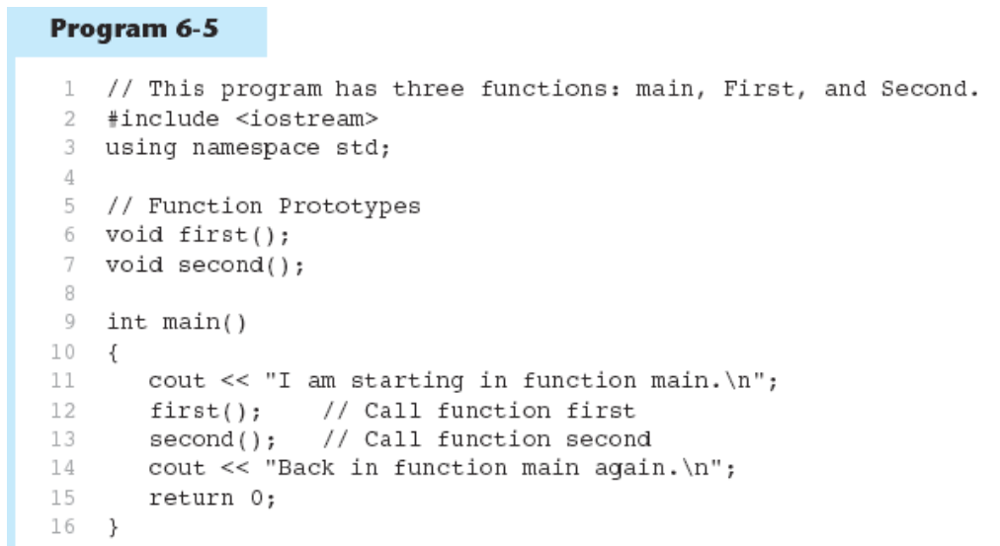 Program 6-5
1 // This program has three functions: main, First, and Second.
2 #include <iostream>
3 using namespace std;
4
5 // Function Prototypes
6 void first();
7 void second();
8
9 int main()
10 {
11    cout << "I am starting in function main.\n";
12    first();    // Call function first
13    second();   // Call function second
14    cout << "Back in function main again.\n";
15    return 0;
16 }